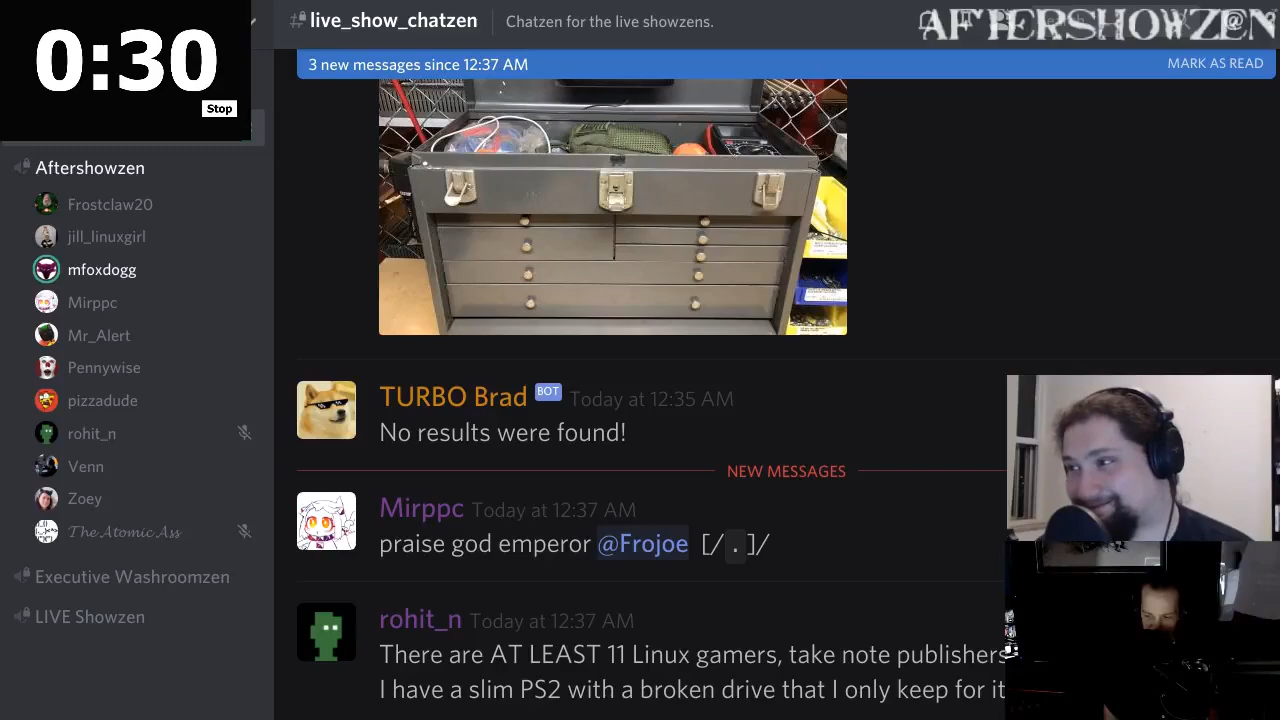 0:30
Stop
live_show_chatzen
Chatzen for the live showzens.
AFTERSHOWZEN
3 new messages since 12:37 AM
MARK AS READ
Aftershowzen
Frostclaw20
jill_linuxgirl
mfoxdogg
Mirppc
Mr_Alert
Pennywise
pizzadude
rohit_n
Venn
Zoey
The Atomic Ass
Executive Washroomzen
LIVE Showzen
TURBO Brad BOT Today at 12:35 AM
No results were found!
NEW MESSAGES
Mirppc Today at 12:37 AM
praise god emperor @Frojoe [/ . ]/
rohit_n Today at 12:37 AM
There are AT LEAST 11 Linux gamers, take note publishers
I have a slim PS2 with a broken drive that I only keep for it